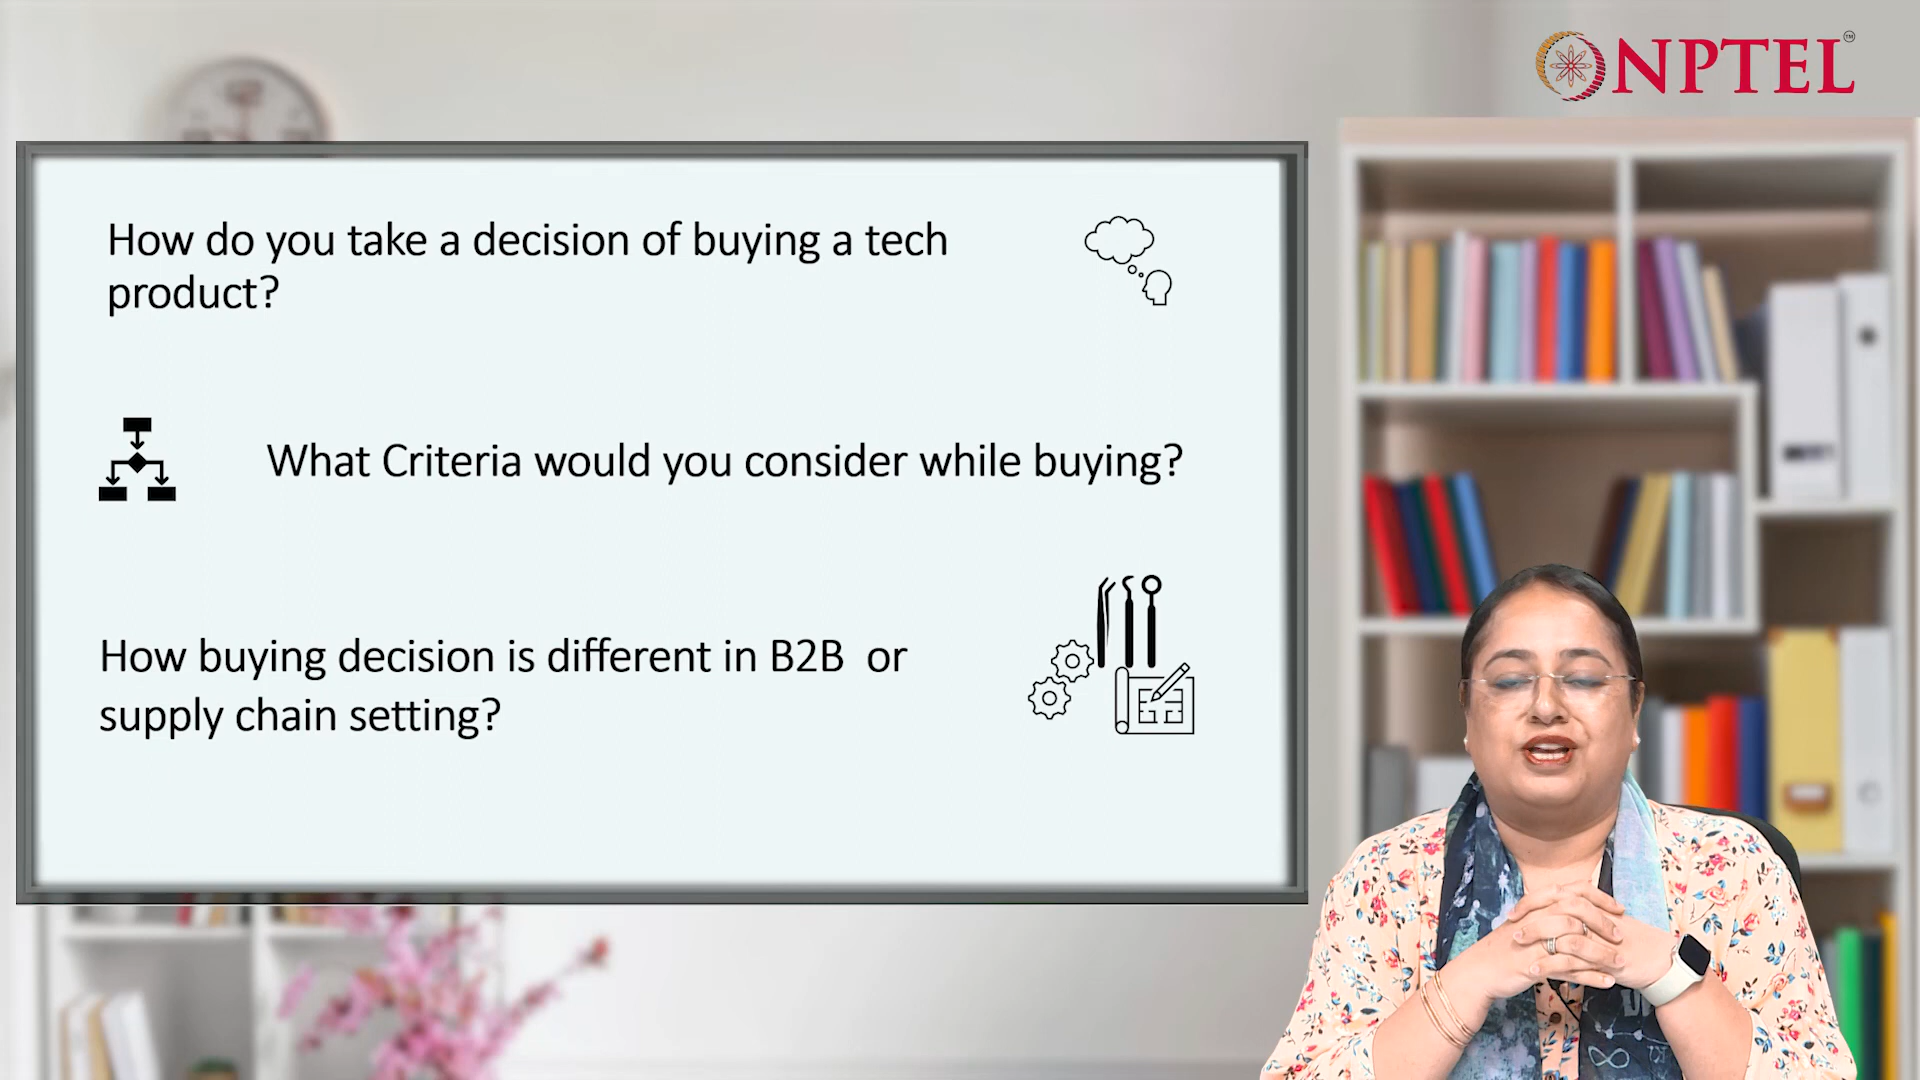 NPTEL
TM
How do you take a decision of buying a tech
product?
What Criteria would you consider while buying?
How buying decision is different in B2B or
supply chain setting?